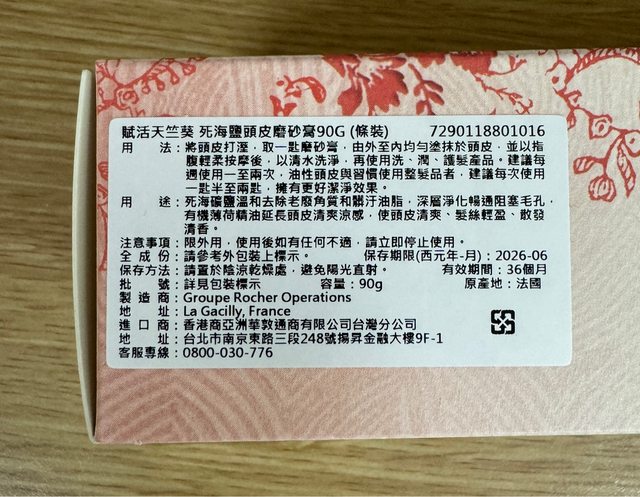 賦活天竺葵 死海鹽頭皮磨砂膏90G (條裝) 7290118801016
用 法：將頭皮打溼，取一匙磨砂膏，由外至內均勻塗抹於頭皮，並以指
腹輕柔按摩後，以清水洗淨，再使用洗、潤、護髮產品。建議每
週使用一至兩次，油性頭皮與習慣使用整髮品者，建議每次使用
一匙半至兩匙，擁有更好潔淨效果。
用 途：死海礦鹽溫和去除老廢角質和髒汙油脂，深層淨化暢通阻塞毛孔，
有機薄荷精油延長頭皮清爽涼感，使頭皮清爽、髮絲輕盈、散發
清香。
注意事項：限外用，使用後如有任何不適，請立即停止使用。
全 成 份：請參考外包裝上標示。 保存期限(西元年-月)：2026-06
保存方法：請置於陰涼乾燥處，避免陽光直射。 有效期間：36個月
批 號：詳見包裝標示 容量：90g 原產地：法國
製 造 商：Groupe Rocher Operations
地 址：La Gacilly, France
進 口 商：香港商亞洲華敦通商有限公司台灣分公司
地 址：台北市南京東路三段248號揚昇金融大樓9F-1
客服專線：0800-030-776